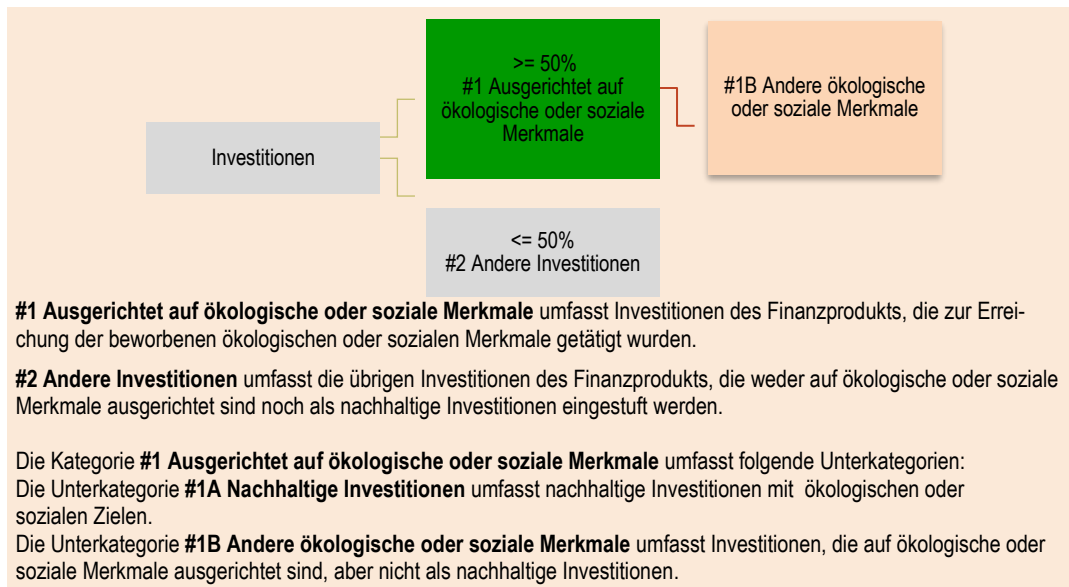 >= 50%
#1 Ausgerichtet auf
ökologische oder soziale
Merkmale
#1B Andere ökologische
oder soziale Merkmale
Investitionen
<= 50%
#2 Andere Investitionen
#1 Ausgerichtet auf ökologische oder soziale Merkmale umfasst Investitionen des Finanzprodukts, die zur Errei-
chung der beworbenen ökologischen oder sozialen Merkmale getätigt wurden.
#2 Andere Investitionen umfasst die übrigen Investitionen des Finanzprodukts, die weder auf ökologische oder soziale
Merkmale ausgerichtet sind noch als nachhaltige Investitionen eingestuft werden.
Die Kategorie #1 Ausgerichtet auf ökologische oder soziale Merkmale umfasst folgende Unterkategorien:
Die Unterkategorie #1A Nachhaltige Investitionen umfasst nachhaltige Investitionen mit ökologischen oder
sozialen Zielen.
Die Unterkategorie #1B Andere ökologische oder soziale Merkmale umfasst Investitionen, die auf ökologische oder
soziale Merkmale ausgerichtet sind, aber nicht als nachhaltige Investitionen.